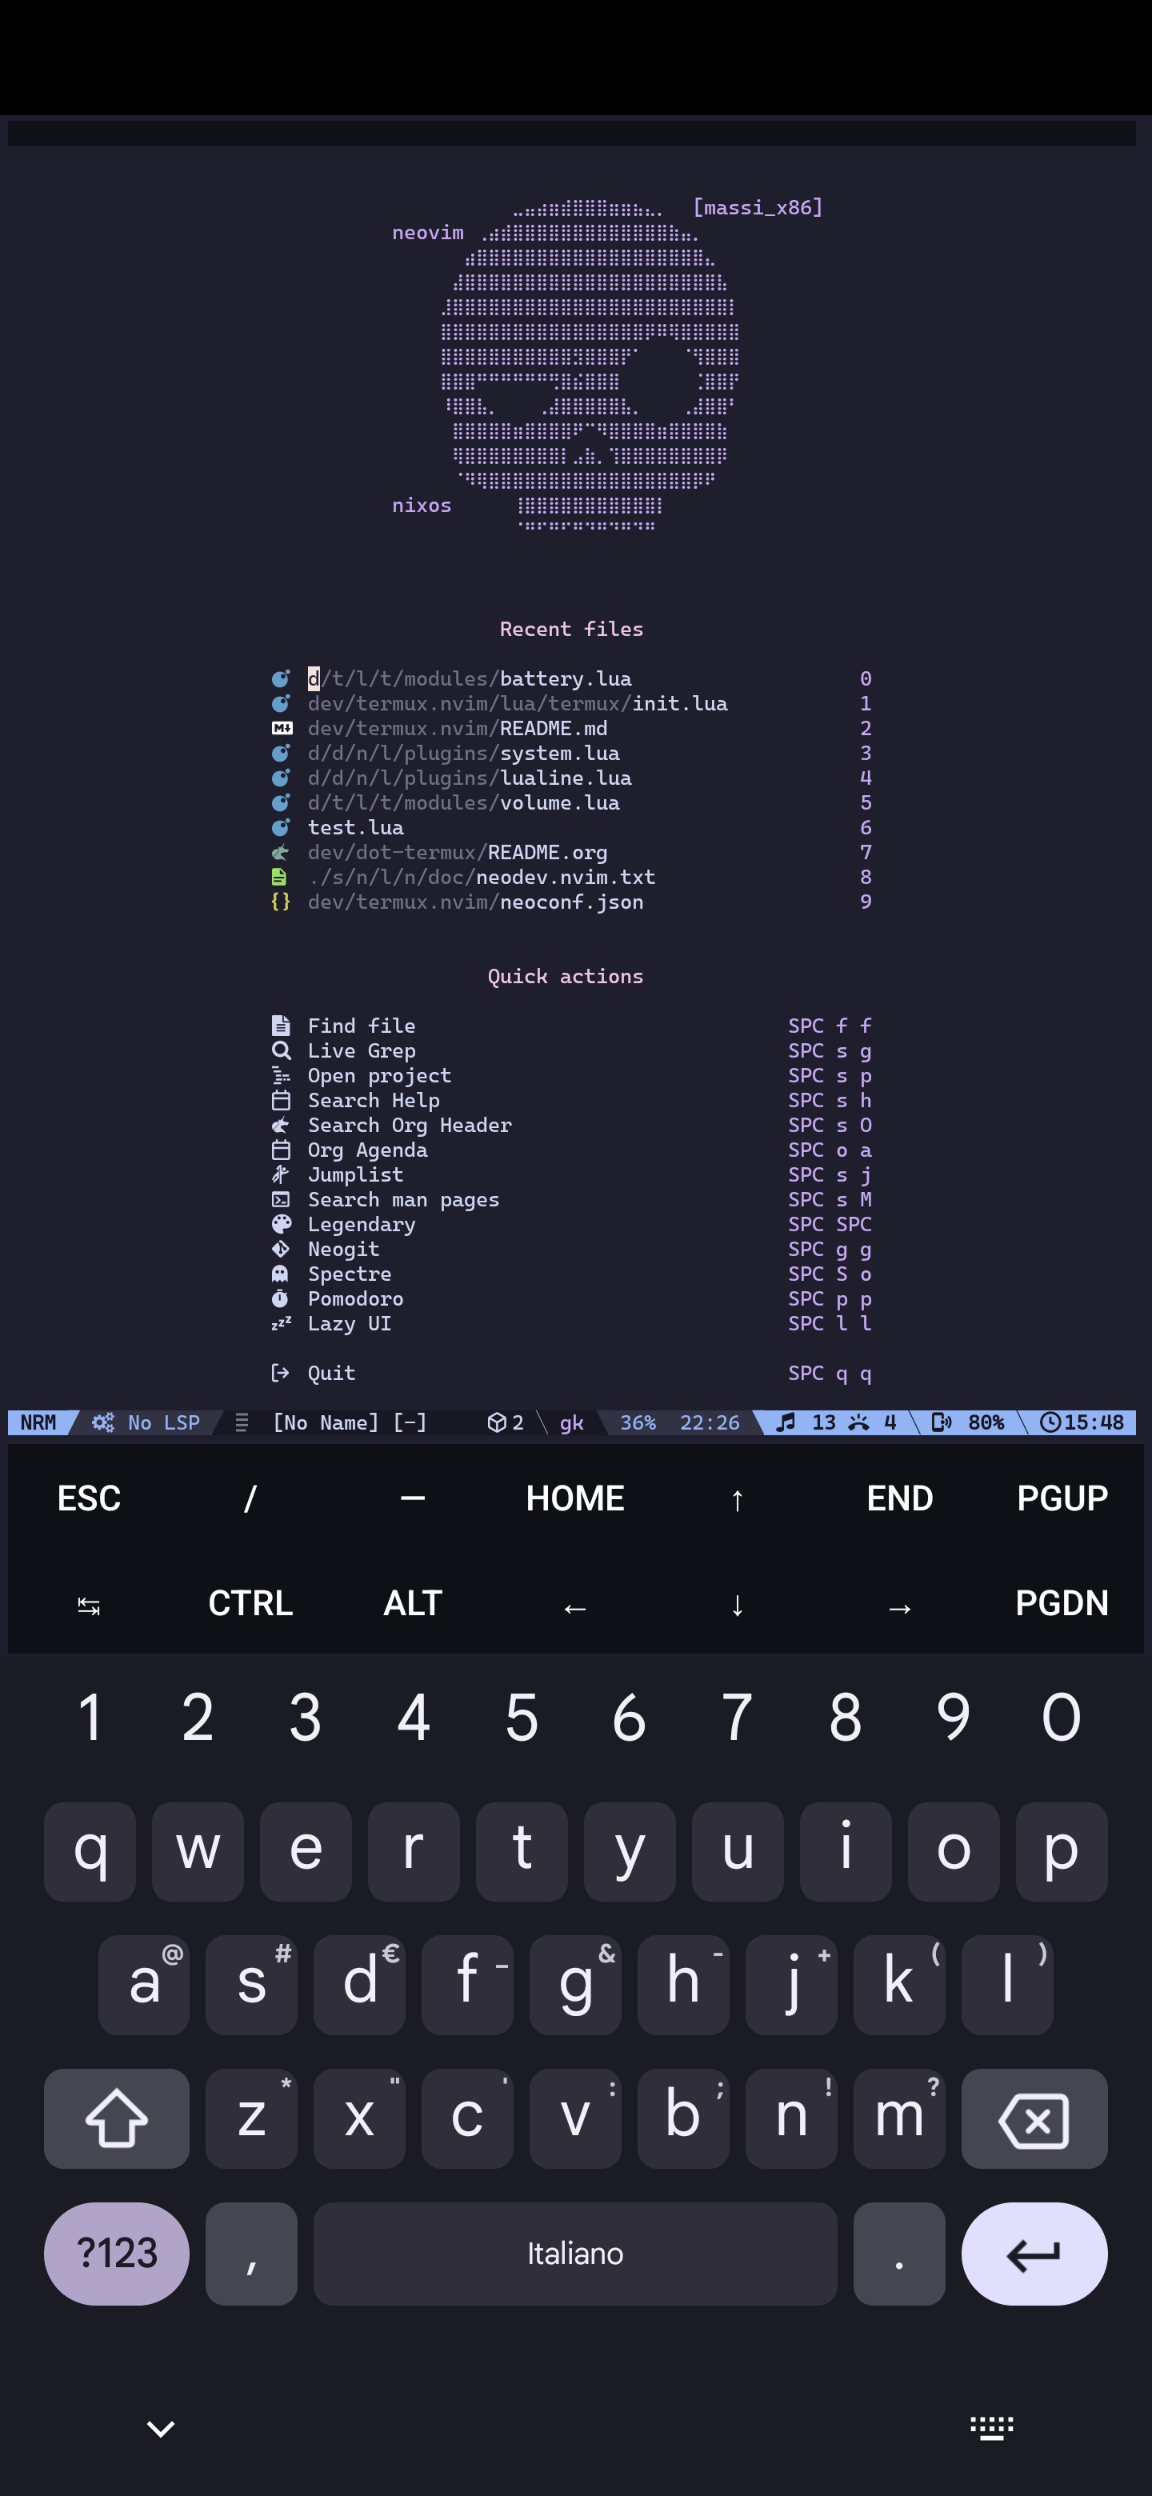 [massi_x86]
neovim
nixos
Recent files
d/t/l/t/modules/battery.lua 0
dev/termux.nvim/lua/termux/init.lua 1
dev/termux.nvim/README.md 2
d/d/n/l/plugins/system.lua 3
d/d/n/l/plugins/lualine.lua 4
d/t/l/t/modules/volume.lua 5
test.lua 6
dev/dot-termux/README.org 7
./s/n/l/n/doc/neodev.nvim.txt 8
{} dev/termux.nvim/neoconf.json 9
Quick actions
Find file SPC f f
Live Grep SPC s g
Open project SPC s p
Search Help SPC s h
Search Org Header SPC s O
Org Agenda SPC o a
Jumplist SPC s j
Search man pages SPC s M
Legendary SPC SPC
Neogit SPC g g
Spectre SPC S o
Pomodoro SPC p p
zzz Lazy UI SPC l l
Quit SPC q q
NRM No LSP [No Name] [-] 2 gk 36% 22:26 13 4 80% 15:48
ESC / — HOME ↑ END PGUP
↹ CTRL ALT ← ↓ → PGDN
1 2 3 4 5 6 7 8 9 0
q w e r t y u i o p
a @ s # d € f _ g & h - j + k ( l )
z * x " c ' v : b ; n ! m ?
?123 , Italiano .